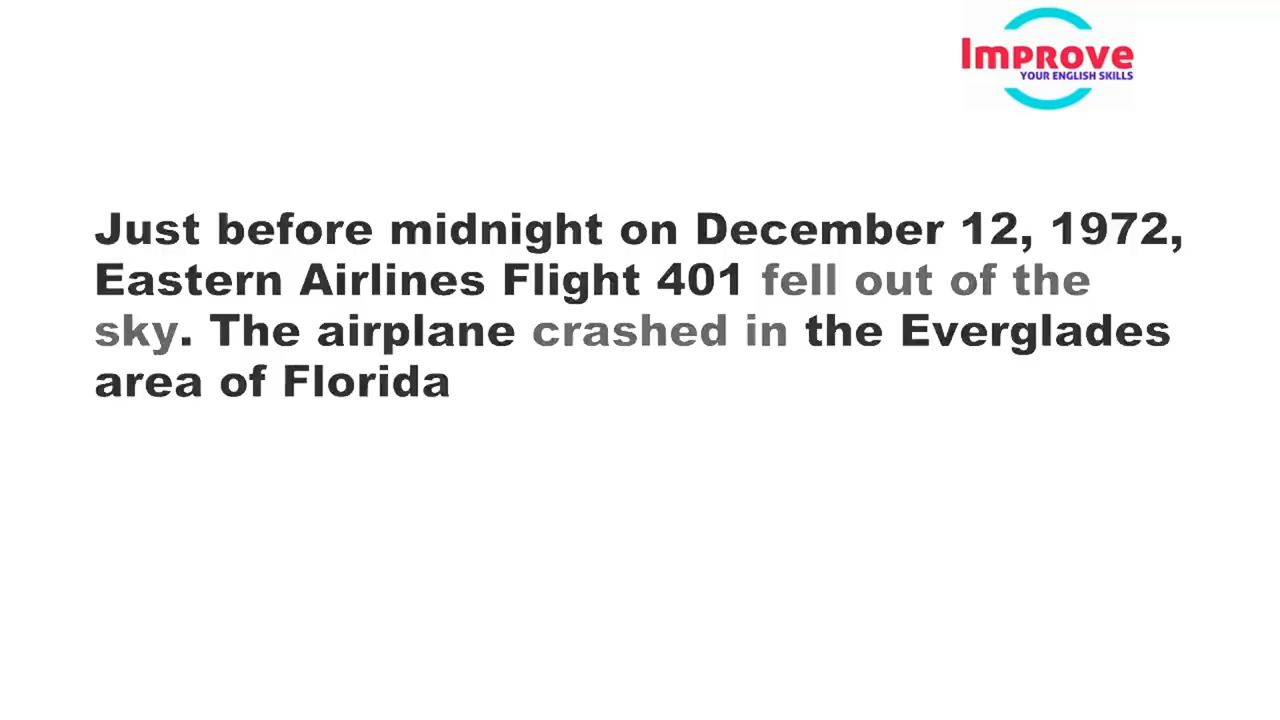 Improve
YOUR ENGLISH SKILLS
Just before midnight on December 12, 1972,
Eastern Airlines Flight 401 fell out of the
sky. The airplane crashed in the Everglades
area of Florida